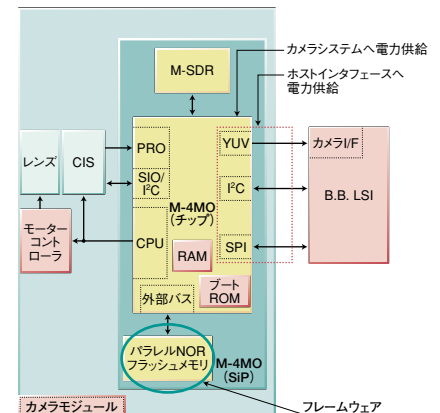 M-SDR
カメラシステムへ電力供給
ホストインタフェースへ
電力供給
レンズ
CIS
PRO
SIO/
I²C
CPU
M-4MO
(チップ)
RAM
ブート
ROM
外部バス
YUV
I²C
SPI
カメラI/F
B.B. LSI
モーター
コント
ローラ
パラレルNOR
フラッシュメモリ
M-4MO
(SiP)
カメラモジュール
フレームウェア